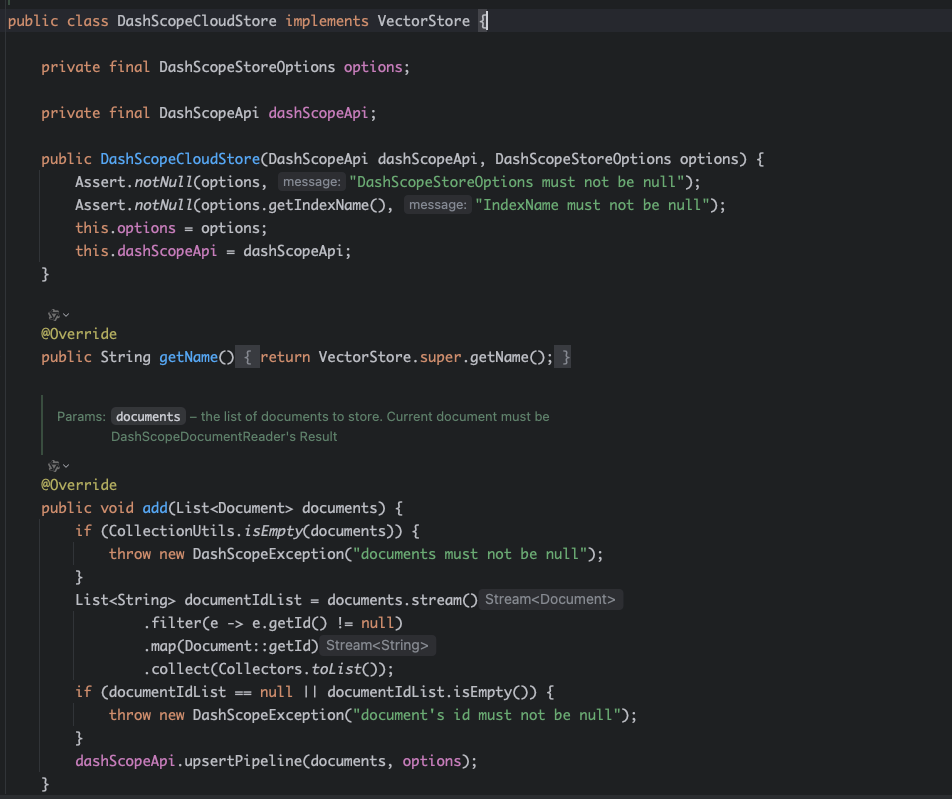 public class DashScopeCloudStore implements VectorStore {
private final DashScopeStoreOptions options;
private final DashScopeApi dashScopeApi;
public DashScopeCloudStore(DashScopeApi dashScopeApi, DashScopeStoreOptions options) {
Assert.notNull(options, message: "DashScopeStoreOptions must not be null");
Assert.notNull(options.getIndexName(), message: "IndexName must not be null");
this.options = options;
this.dashScopeApi = dashScopeApi;
}
@Override
public String getName() { return VectorStore.super.getName(); }
Params: documents – the list of documents to store. Current document must be
DashScopeDocumentReader's Result
@Override
public void add(List<Document> documents) {
if (CollectionUtils.isEmpty(documents)) {
throw new DashScopeException("documents must not be null");
}
List<String> documentIdList = documents.stream() Stream<Document>
.filter(e -> e.getId() != null)
.map(Document::getId) Stream<String>
.collect(Collectors.toList());
if (documentIdList == null || documentIdList.isEmpty()) {
throw new DashScopeException("document's id must not be null");
}
dashScopeApi.upsertPipeline(documents, options);
}